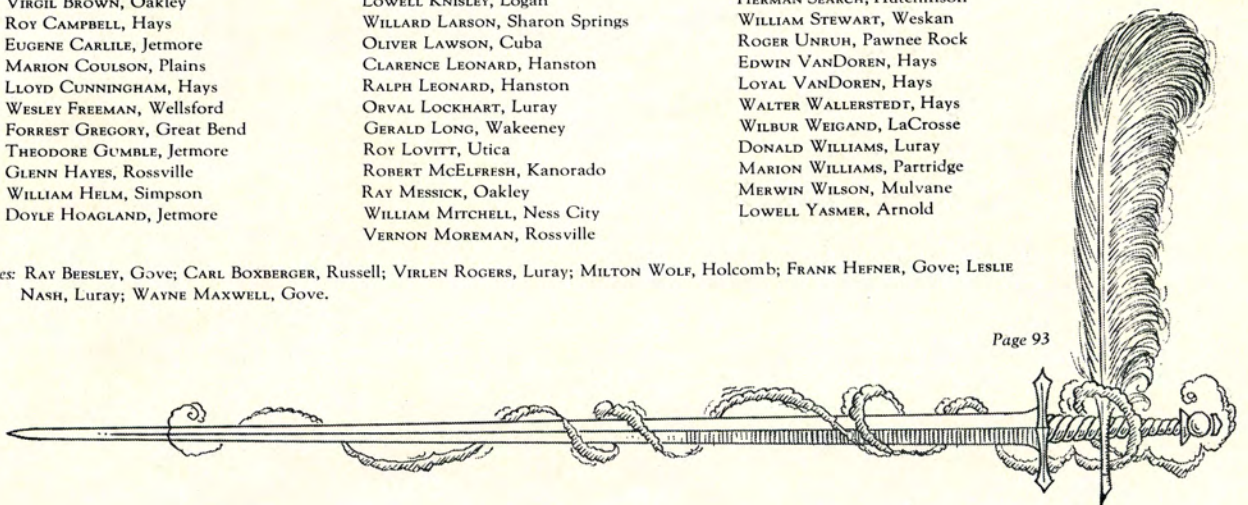 VIRGIL BROWN, Oakley
ROY CAMPBELL, Hays
EUGENE CARLILE, Jetmore
MARION COULSON, Plains
LLOYD CUNNINGHAM, Hays
WESLEY FREEMAN, Wellsford
FORREST GREGORY, Great Bend
THEODORE GUMBLE, Jetmore
GLENN HAYES, Rossville
WILLIAM HELM, Simpson
DOYLE HOAGLAND, Jetmore
LOWELL KNISLEY, Logan
WILLARD LARSON, Sharon Springs
OLIVER LAWSON, Cuba
CLARENCE LEONARD, Hanston
RALPH LEONARD, Hanston
ORVAL LOCKHART, Luray
GERALD LONG, Wakeeney
ROY LOVITT, Utica
ROBERT MCELFRESH, Kanorado
RAY MESSICK, Oakley
WILLIAM MITCHELL, Ness City
VERNON MOREMAN, Rossville
HERMAN SEARCH, Hutchinson
WILLIAM STEWART, Weskan
ROGER UNRUH, Pawnee Rock
EDWIN VANDOREN, Hays
LOYAL VANDOREN, Hays
WALTER WALLERSTEDT, Hays
WILBUR WEIGAND, LaCrosse
DONALD WILLIAMS, Luray
MARION WILLIAMS, Partridge
MERWIN WILSON, Mulvane
LOWELL YASMER, Arnold
es: RAY BEESLEY, Gove; CARL BOXBERGER, Russell; VIRLEN ROGERS, Luray; MILTON WOLF, Holcomb; FRANK HEFNER, Gove; LESLIE
NASH, Luray; WAYNE MAXWELL, Gove.
Page 93